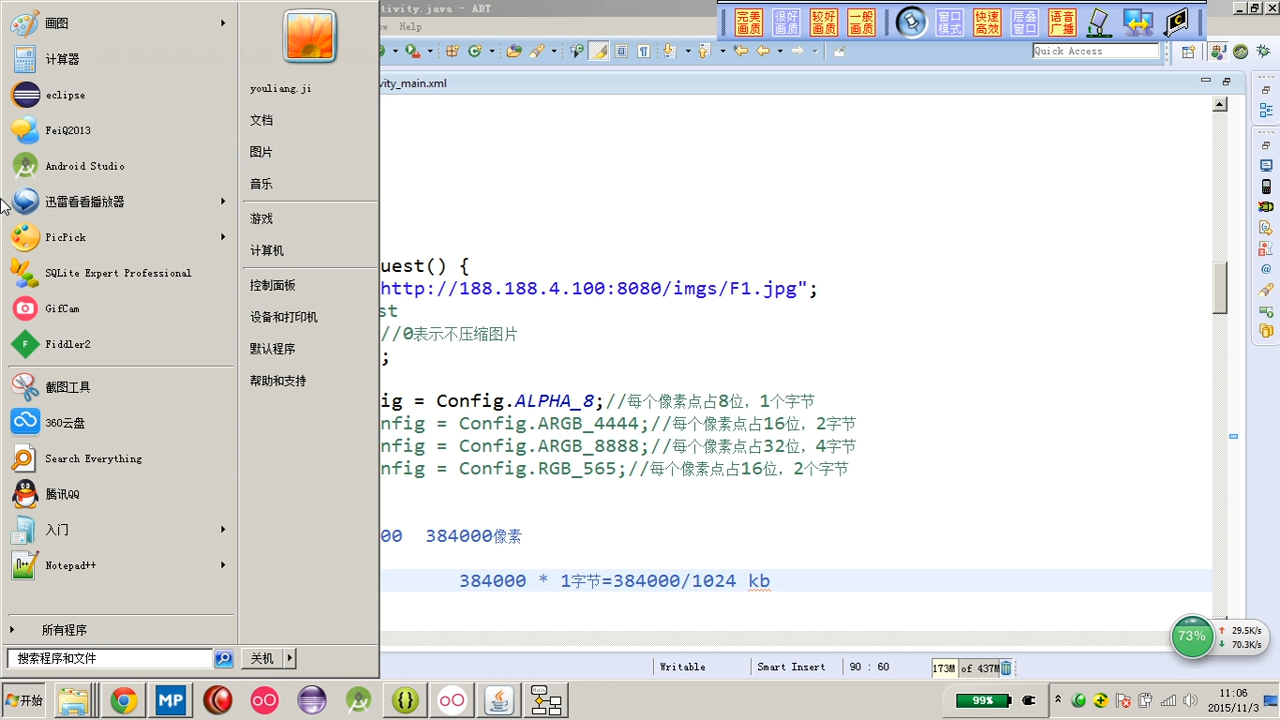 画图
计算器
eclipse
FeiQ2013
Android Studio
迅雷看看播放器
PicPick
SQLite Expert Professional
GifCam
Fiddler2
截图工具
360云盘
Search Everything
腾讯QQ
入门
Notepad++
所有程序
搜索程序和文件
youliang.ji
文档
图片
音乐
游戏
计算机
控制面板
设备和打印机
默认程序
帮助和支持
关机
tivity.java - ADT
Help
完美画质
很好画质
较好画质
一般画质
窗口模式
快速高效
层叠窗口
语音广播
Quick Access
vity_main.xml
uest() {
http://188.188.4.100:8080/imgs/F1.jpg";
st
//0表示不压缩图片
;
ig = Config.ALPHA_8;//每个像素点占8位，1个字节
nfig = Config.ARGB_4444;//每个像素点占16位，2字节
nfig = Config.ARGB_8888;//每个像素点占32位，4字节
nfig = Config.RGB_565;//每个像素点占16位，2个字节
00 384000像素
384000 * 1字节=384000/1024 kb
73%
29.5K/s
70.3K/s
Writable
Smart Insert
90 : 60
173M of 437M
开始
MP
99%
11:06
2015/11/3